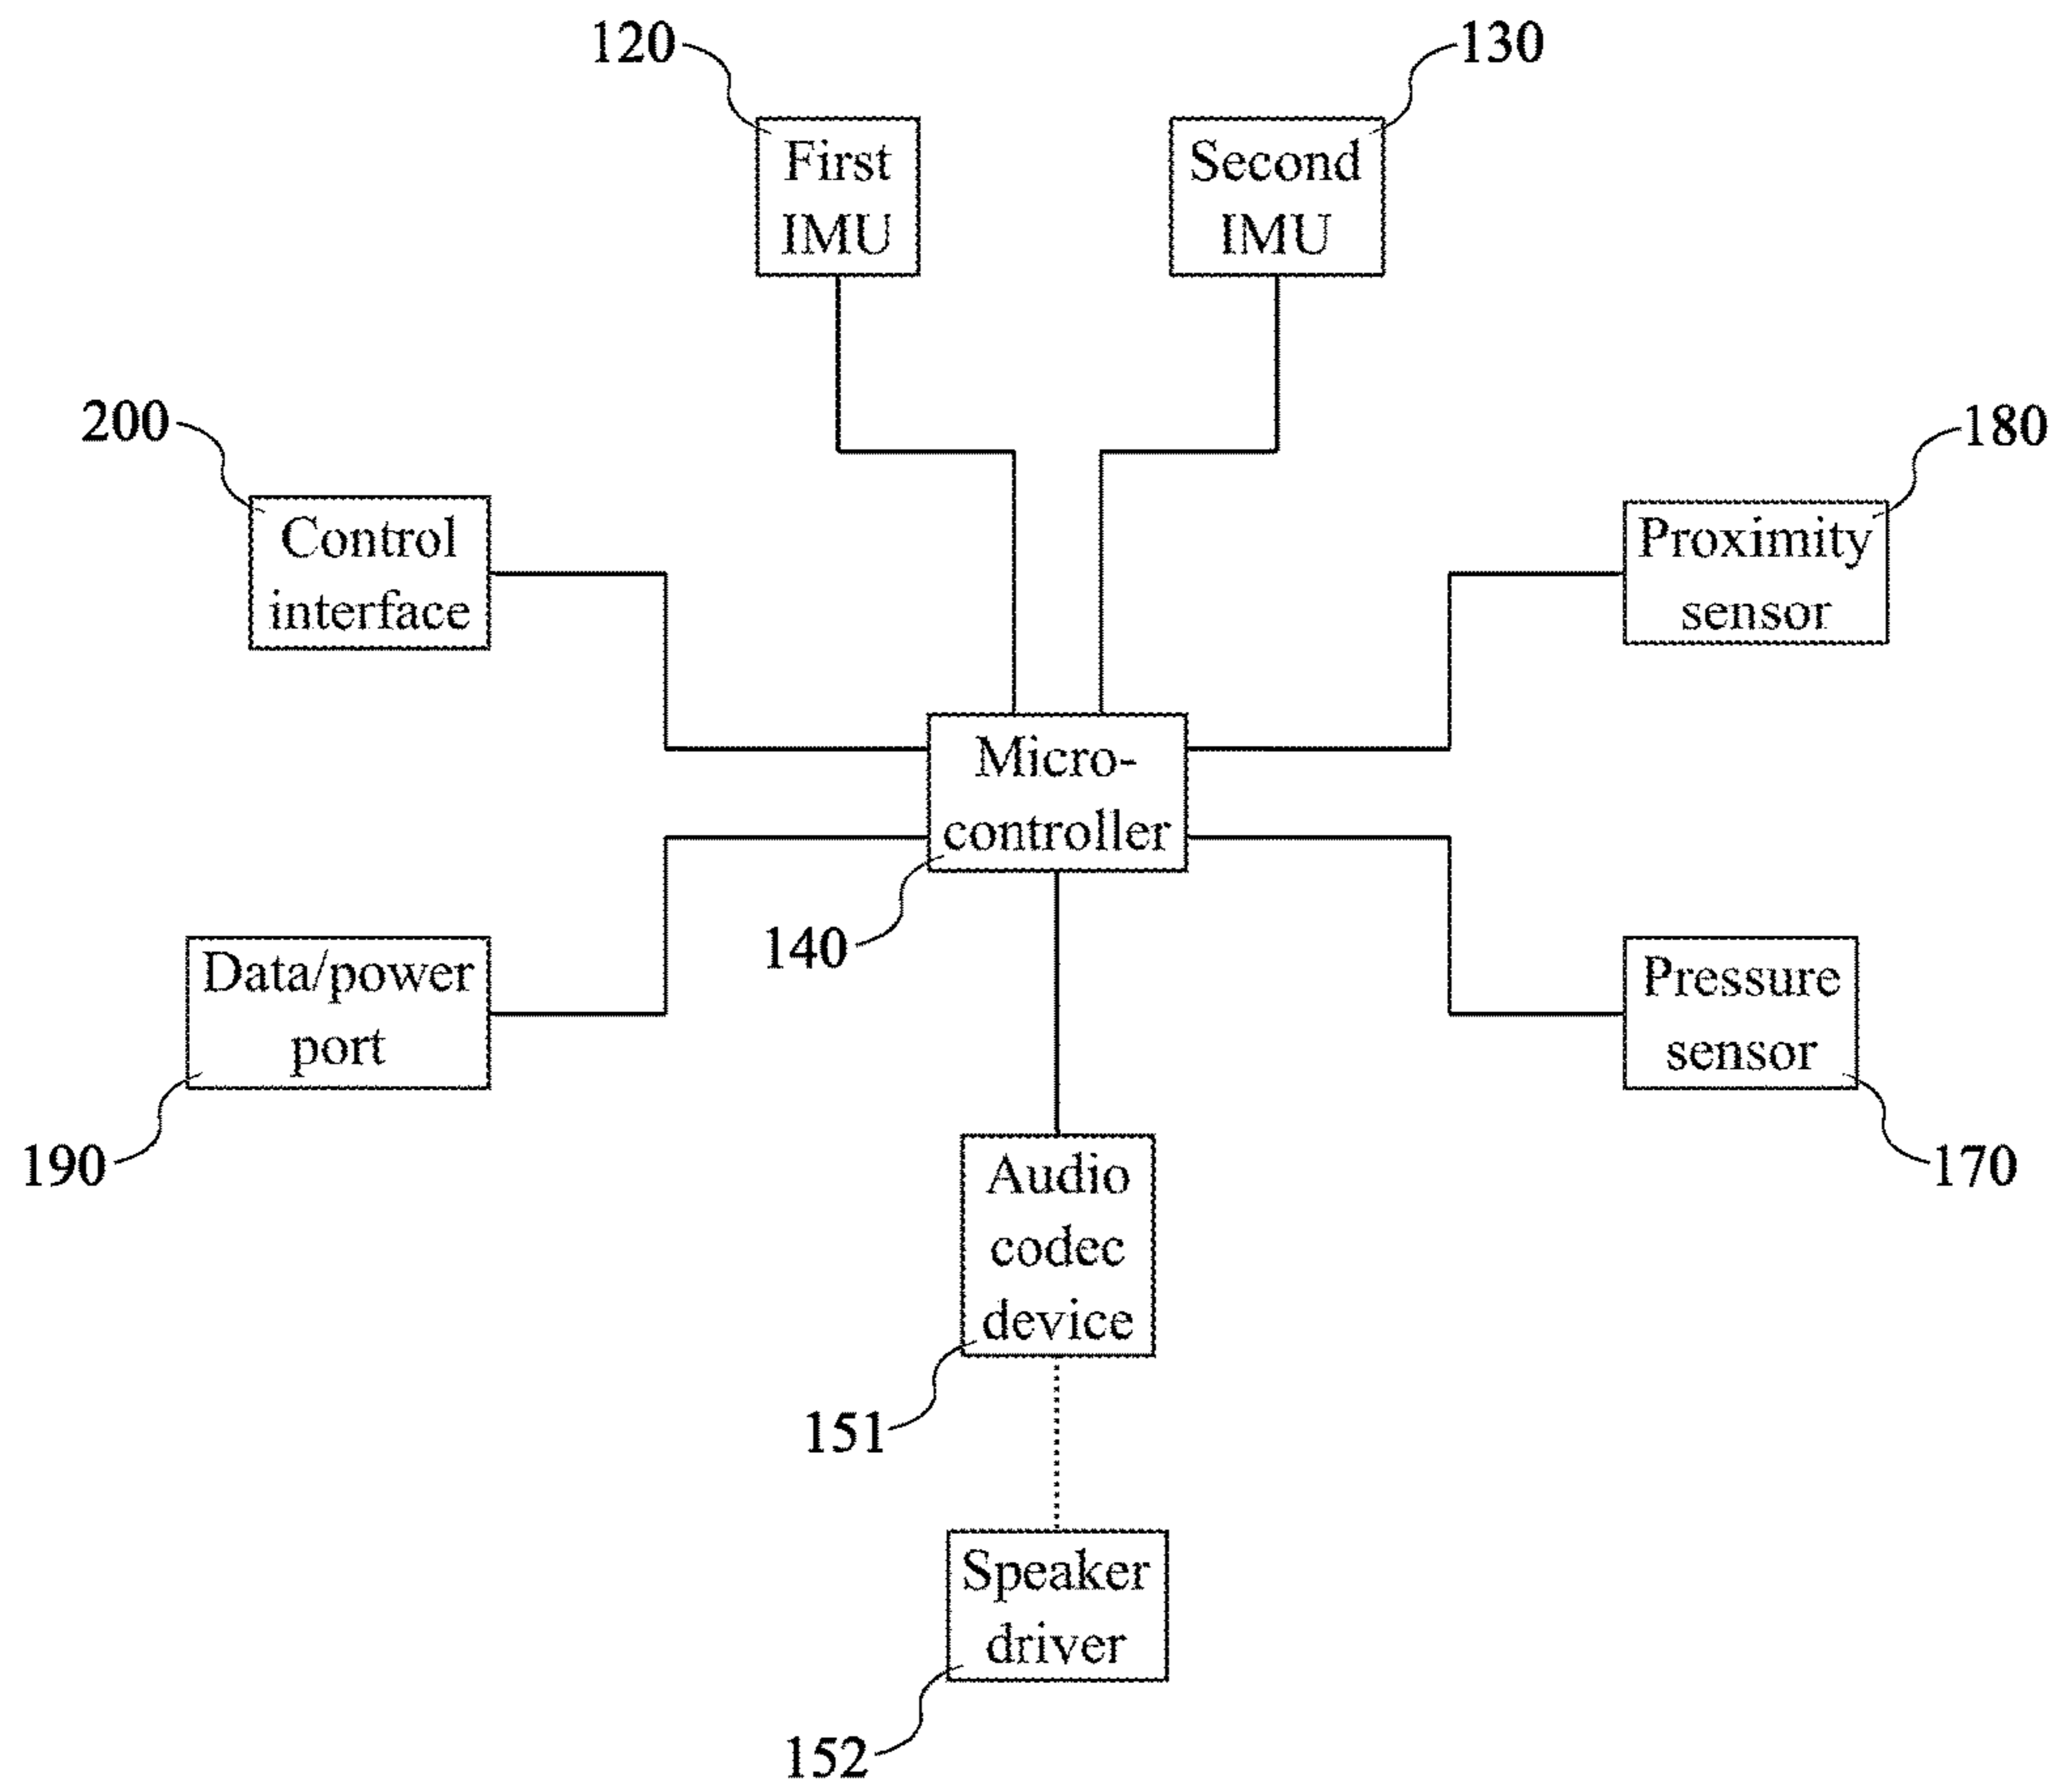 120
130
First
IMU
Second
IMU
200
180
Control
interface
Proximity
sensor
Micro-
controller
140
Data/power
port
Pressure
sensor
190
170
Audio
codec
device
151
Speaker
driver
152